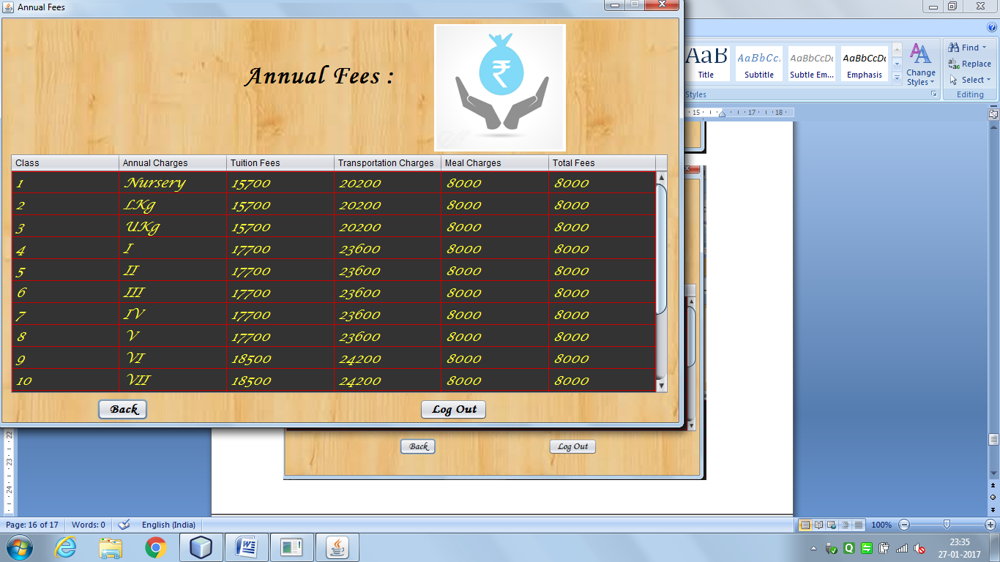 Annual Fees
Annual Fees :
₹
Class Annual Charges Tuition Fees Transportation Charges Meal Charges Total Fees
1 Nursery 15700 20200 8000 8000
2 LKg 15700 20200 8000 8000
3 UKg 15700 20200 8000 8000
4 I 17700 23600 8000 8000
5 II 17700 23600 8000 8000
6 III 17700 23600 8000 8000
7 IV 17700 23600 8000 8000
8 V 17700 23600 8000 8000
9 VI 18500 24200 8000 8000
10 VII 18500 24200 8000 8000
Back Log Out
AaB AaBbCc. AaBbCcDc AaBbCcDc
Title Subtitle Subtle Em... Emphasis
Change Styles
Find
Replace
Select
Styles Editing
15 17 18
22
23
24
Back Log Out
Page: 16 of 17 Words: 0 English (India) 100%
23:35
27-01-2017